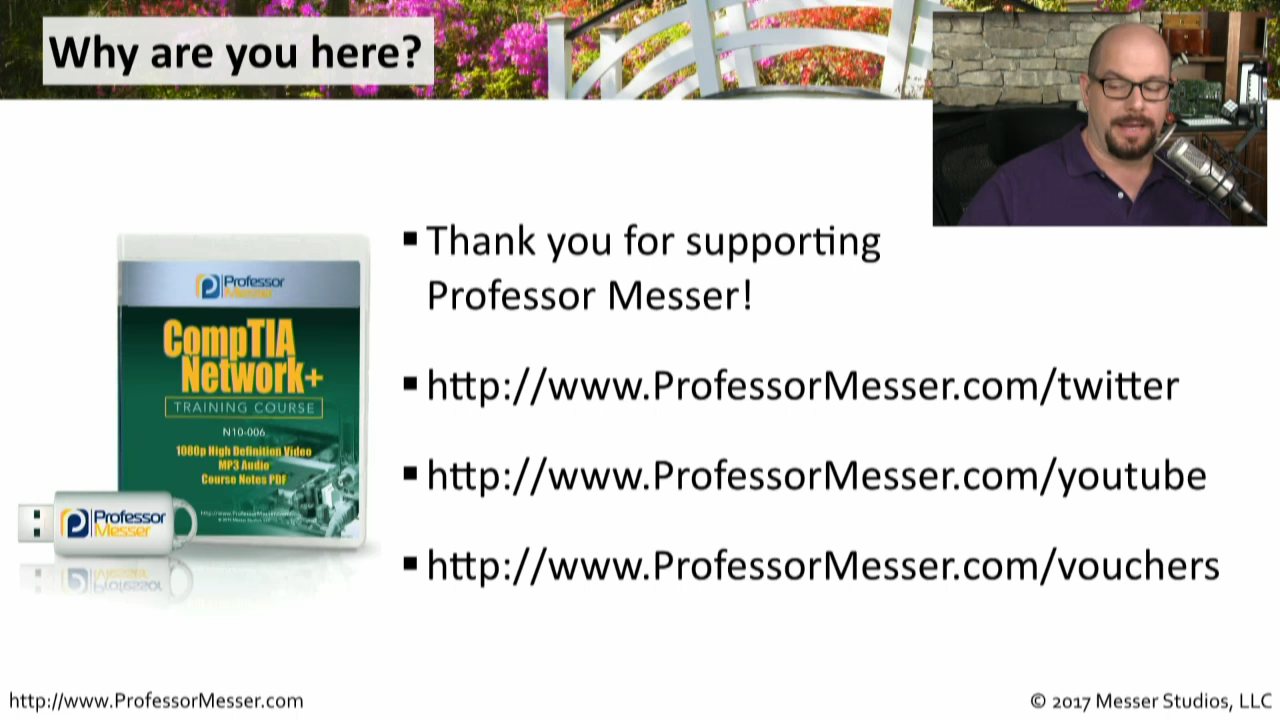 Why are you here?
Professor
Messer
CompTIA
Network+
TRAINING COURSE
N10-006
1080p High Definition Video
MP3 Audio
Course Notes PDF
Professor
Messer
▪ Thank you for supporting
Professor Messer!
▪ http://www.ProfessorMesser.com/twitter
▪ http://www.ProfessorMesser.com/youtube
▪ http://www.ProfessorMesser.com/vouchers
http://www.ProfessorMesser.com
© 2017 Messer Studios, LLC